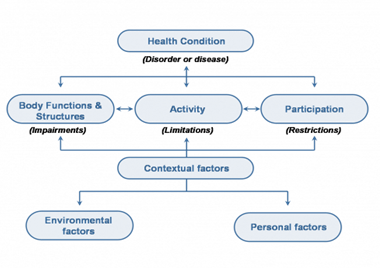 Health Condition
(Disorder or disease)
Body Functions &
Structures
(Impairments)
Activity
(Limitations)
Participation
(Restrictions)
Contextual factors
Environmental
factors
Personal factors